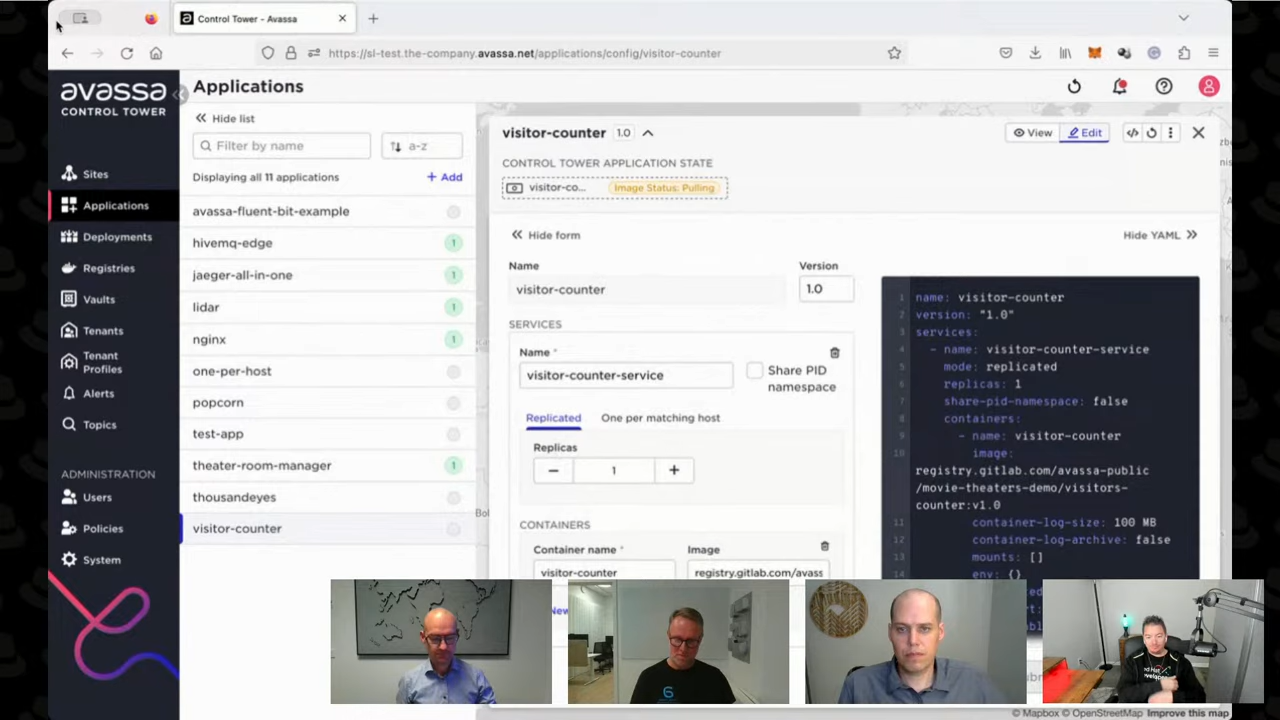 Control Tower - Avassa
https://sl-test.the-company.avassa.net/applications/config/visitor-counter
avassa
CONTROL TOWER
Sites
Applications
Deployments
Registries
Vaults
Tenants
Tenant
Profiles
Alerts
Topics
ADMINISTRATION
Users
Policies
System
Applications
Hide list
Filter by name
a-z
Displaying all 11 applications
+ Add
avassa-fluent-bit-example
hivemq-edge 1
jaeger-all-in-one 1
lidar 1
nginx 1
one-per-host
popcorn
test-app
theater-room-manager 1
thousandeyes
visitor-counter
visitor-counter 1.0
View Edit
CONTROL TOWER APPLICATION STATE
visitor-co... Image Status: Pulling
Hide form
Hide YAML
Name
Version
visitor-counter
1.0
SERVICES
Name *
visitor-counter-service
Share PID
namespace
Replicated One per matching host
Replicas
1
CONTAINERS
Container name *
Image
visitor-counter
registry.gitlab.com/avass
1 name: visitor-counter
2 version: "1.0"
3 services:
4 - name: visitor-counter-service
5 mode: replicated
6 replicas: 1
7 share-pid-namespace: false
8 containers:
9 - name: visitor-counter
10 image:
registry.gitlab.com/avassa-public
/movie-theaters-demo/visitors-
counter:v1.0
11 container-log-size: 100 MB
12 container-log-archive: false
13 mounts: []
14 env: {}
6
© Mapbox © OpenStreetMap Improve this map